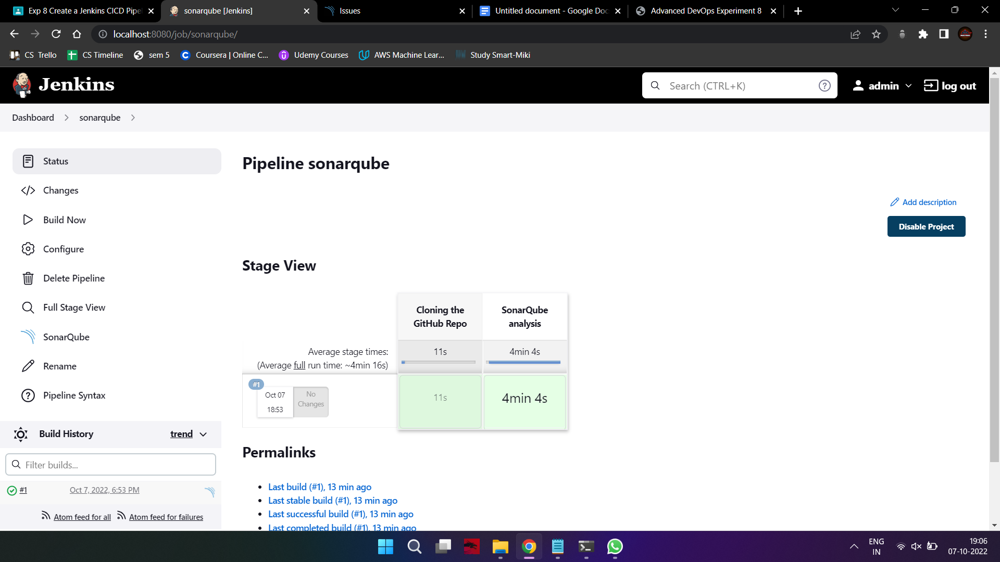 Exp 8 Create a Jenkins CICD Pipel
sonarqube [Jenkins]
Issues
Untitled document - Google Doc
Advanced DevOps Experiment 8
localhost:8080/job/sonarqube/
CS Trello
CS Timeline
sem 5
Coursera | Online C...
Udemy Courses
AWS Machine Lear...
Study Smart-Miki
Jenkins
Search (CTRL+K)
admin
log out
Dashboard
sonarqube
Status
Changes
Build Now
Configure
Delete Pipeline
Full Stage View
SonarQube
Rename
Pipeline Syntax
Build History
trend
Filter builds...
#1
Oct 7, 2022, 6:53 PM
Atom feed for all
Atom feed for failures
Pipeline sonarqube
Add description
Disable Project
Stage View
Cloning the
GitHub Repo
SonarQube
analysis
Average stage times:
(Average full run time: ~4min 16s)
11s
4min 4s
#1
Oct 07
18:53
No
Changes
11s
4min 4s
Permalinks
Last build (#1), 13 min ago
Last stable build (#1), 13 min ago
Last successful build (#1), 13 min ago
Last completed build (#1), 13 min ago
ENG
IN
19:06
07-10-2022